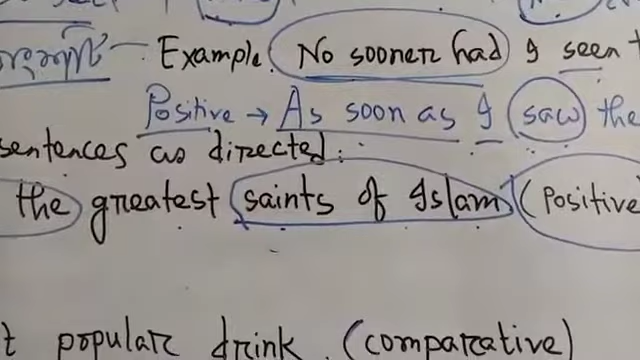 Example. No sooner had I seen
Positive → As soon as I saw the
sentences as directed:
the greatest saints of Islam (Positive
popular drink. (comparative)